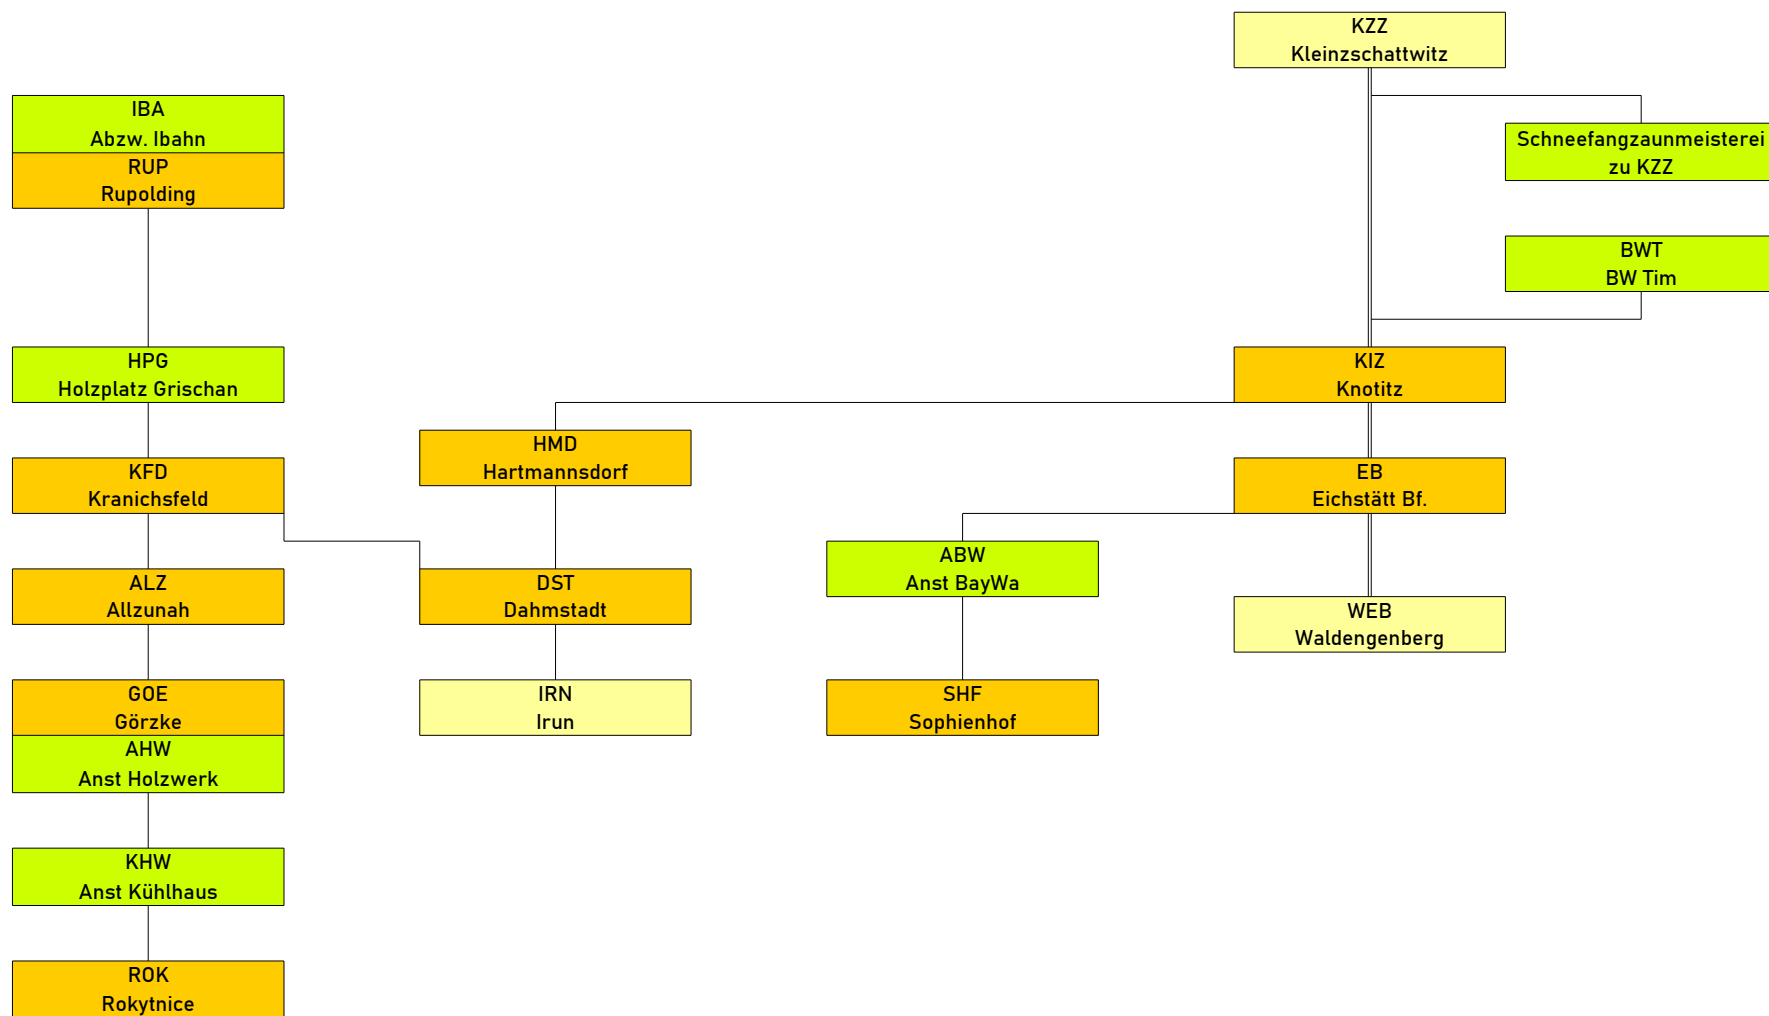 KZZ
Kleinzschattwitz
IBA
Abzw. Ibahn
RUP
Rupolding
Schneefangzaunmeisterei
zu KZZ
BWT
BW Tim
HPG
Holzplatz Grischan
KIZ
Knotitz
HMD
Hartmannsdorf
KFD
Kranichsfeld
EB
Eichstätt Bf.
ABW
Anst BayWa
ALZ
Allzunah
DST
Dahmstadt
WEB
Waldengenberg
GOE
Görzke
IRN
Irun
SHF
Sophienhof
AHW
Anst Holzwerk
KHW
Anst Kühlhaus
ROK
Rokytnice